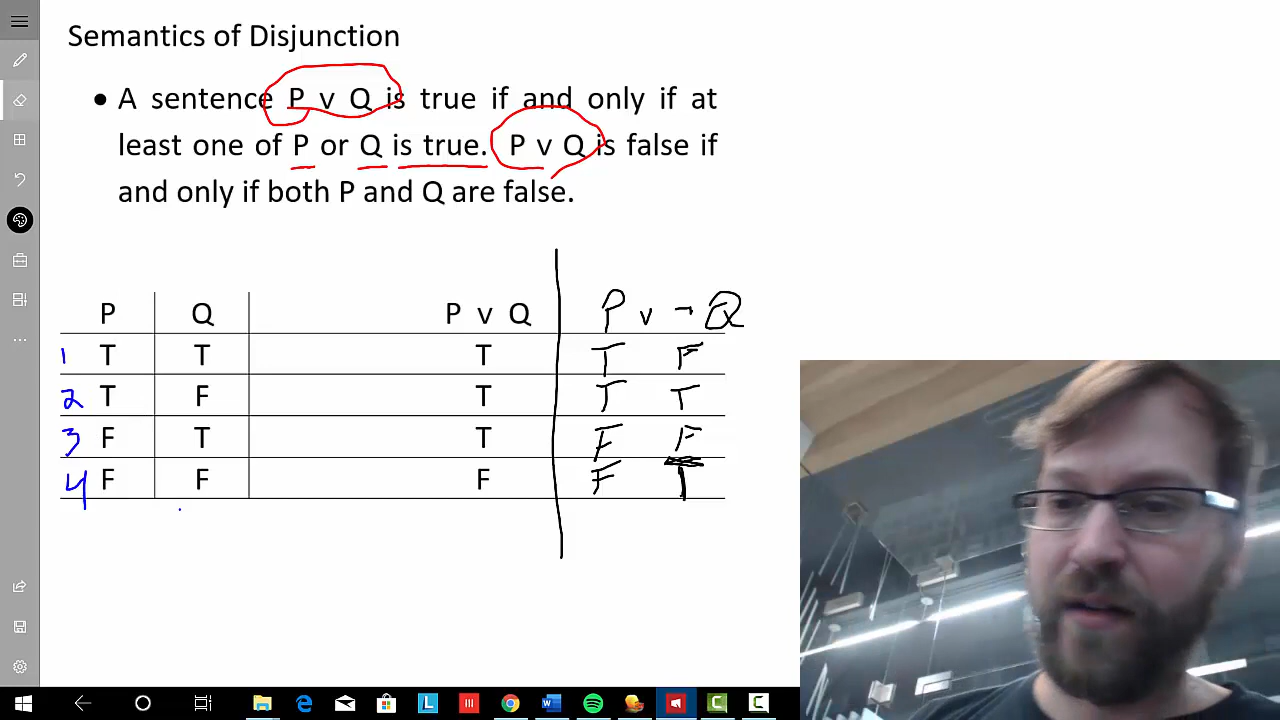 Semantics of Disjunction
• A sentence P v Q is true if and only if at
least one of P or Q is true. P v Q is false if
and only if both P and Q are false.
P Q P v Q P v ¬ Q
1 T T T T F
2 T F T T T
3 F T T F F
4 F F F F T